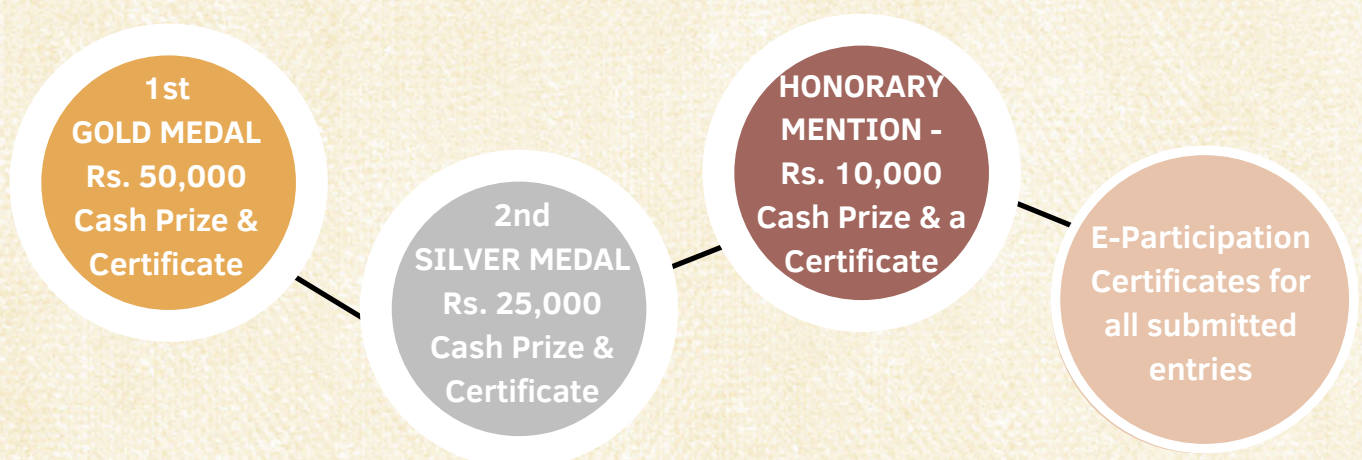 1st
GOLD MEDAL
Rs. 50,000
Cash Prize &
Certificate
2nd
SILVER MEDAL
Rs. 25,000
Cash Prize &
Certificate
HONORARY
MENTION -
Rs. 10,000
Cash Prize & a
Certificate
E-Participation
Certificates for
all submitted
entries